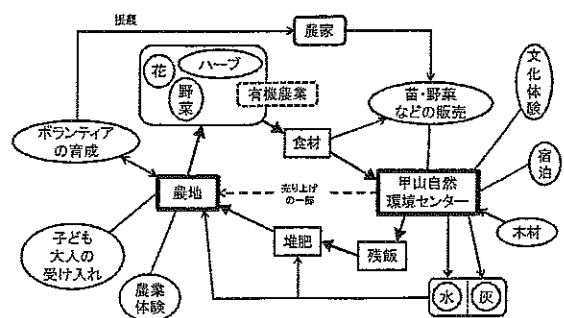 援農
農家
花
ハーブ
野
菜
有機農業
苗・野菜
などの販売
文
化
体
験
ボランティア
の育成
食材
宿
泊
農地
売り上げ
の一部
甲山自然
環境センター
子ども
大人の
受け入れ
農業
体験
堆肥
残飯
木材
水
灰